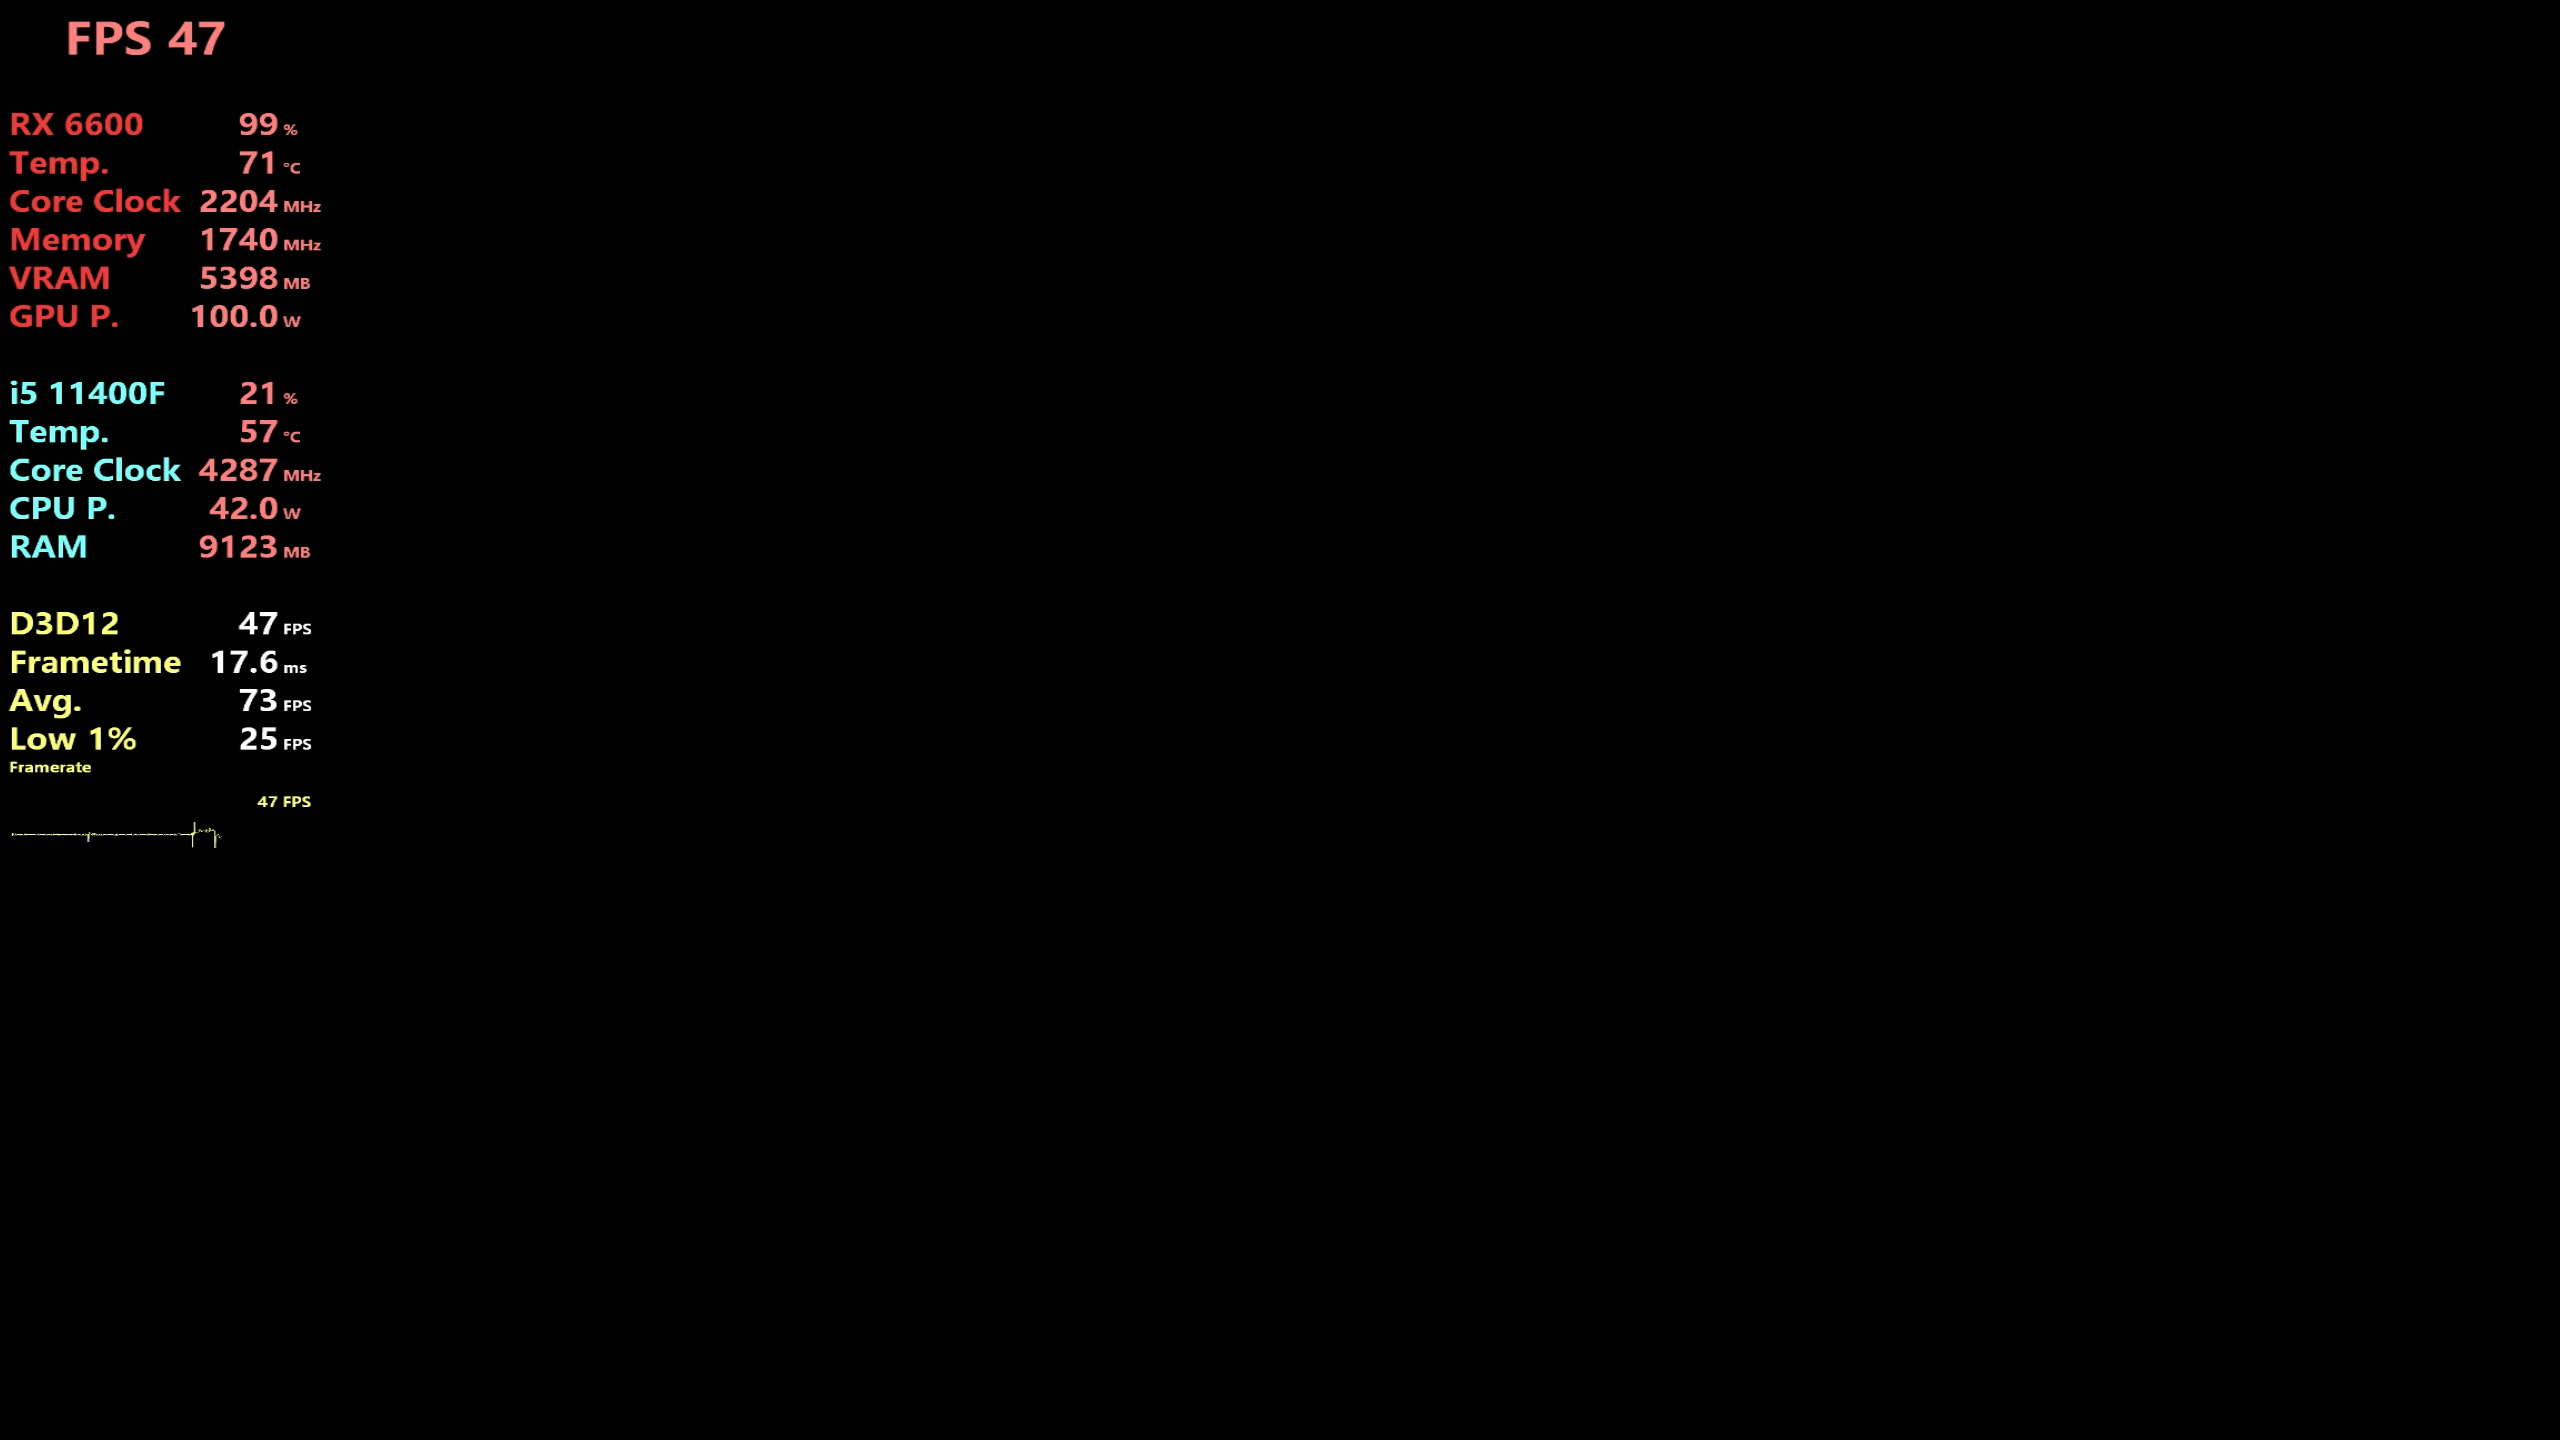 FPS 47
RX 6600 99 %
Temp. 71 °C
Core Clock 2204 MHz
Memory 1740 MHz
VRAM 5398 MB
GPU P. 100.0 W
i5 11400F 21 %
Temp. 57 °C
Core Clock 4287 MHz
CPU P. 42.0 W
RAM 9123 MB
D3D12 47 FPS
Frametime 17.6 ms
Avg. 73 FPS
Low 1% 25 FPS
Framerate
47 FPS